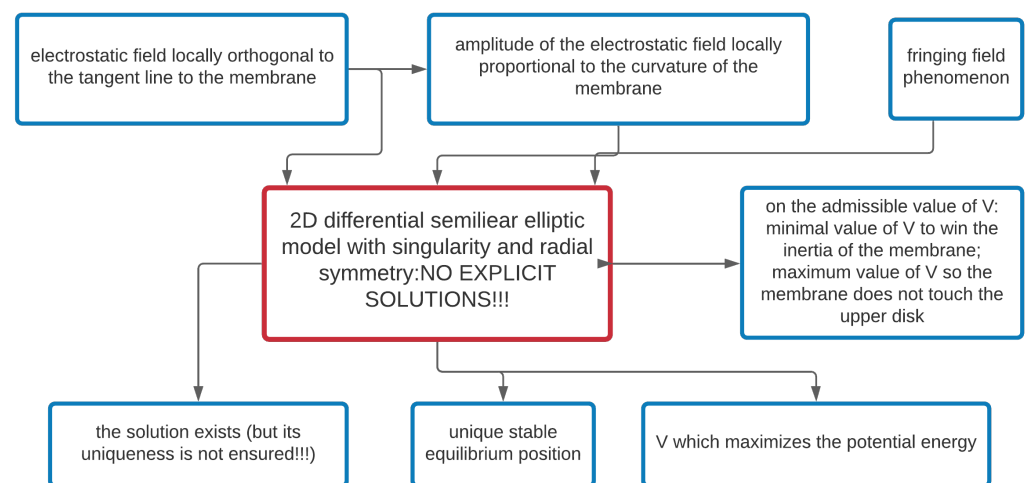 electrostatic field locally orthogonal to
the tangent line to the membrane
amplitude of the electrostatic field locally
proportional to the curvature of the
membrane
fringing field
phenomenon
2D differential semiliear elliptic
model with singularity and radial
symmetry:NO EXPLICIT
SOLUTIONS!!!
on the admissible value of V:
minimal value of V to win the
inertia of the membrane;
maximum value of V so the
membrane does not touch the
upper disk
the solution exists (but its
uniqueness is not ensured!!!)
unique stable
equilibrium position
V which maximizes the potential energy